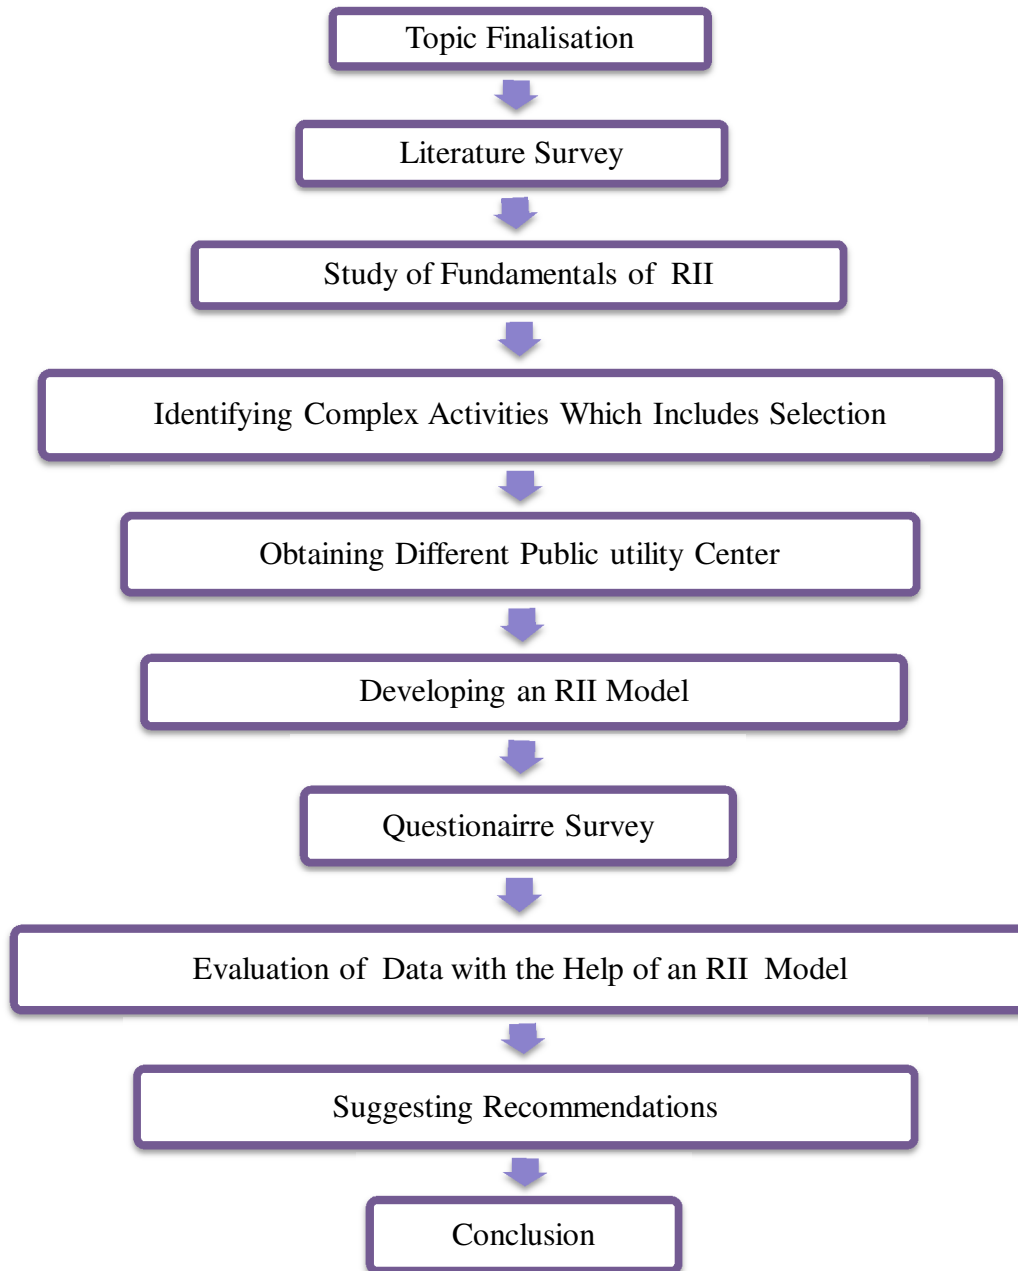 Topic Finalisation
Literature Survey
Study of Fundamentals of RII
Identifying Complex Activities Which Includes Selection
Obtaining Different Public utility Center
Developing an RII Model
Questionairre Survey
Evaluation of Data with the Help of an RII Model
Suggesting Recommendations
Conclusion